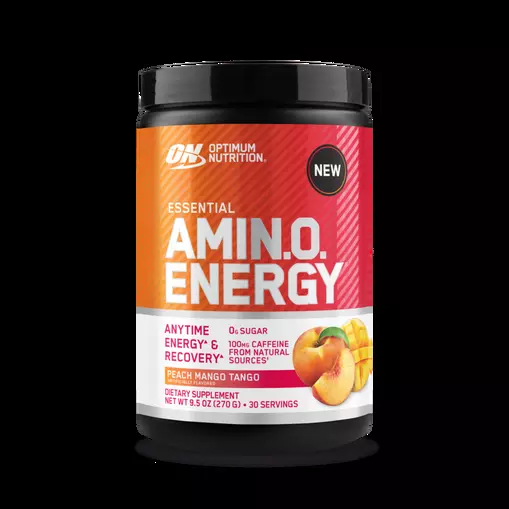 ON OPTIMUM
NUTRITION®
NEW
ESSENTIAL
AMIN.O.
ENERGY
ANYTIME
ENERGY^ &
RECOVERY^
0G SUGAR
100MG CAFFEINE
FROM NATURAL
SOURCES†
PEACH MANGO TANGO
DIETARY SUPPLEMENT
NET WT 9.5 OZ (270 G) • 30 SERVINGS